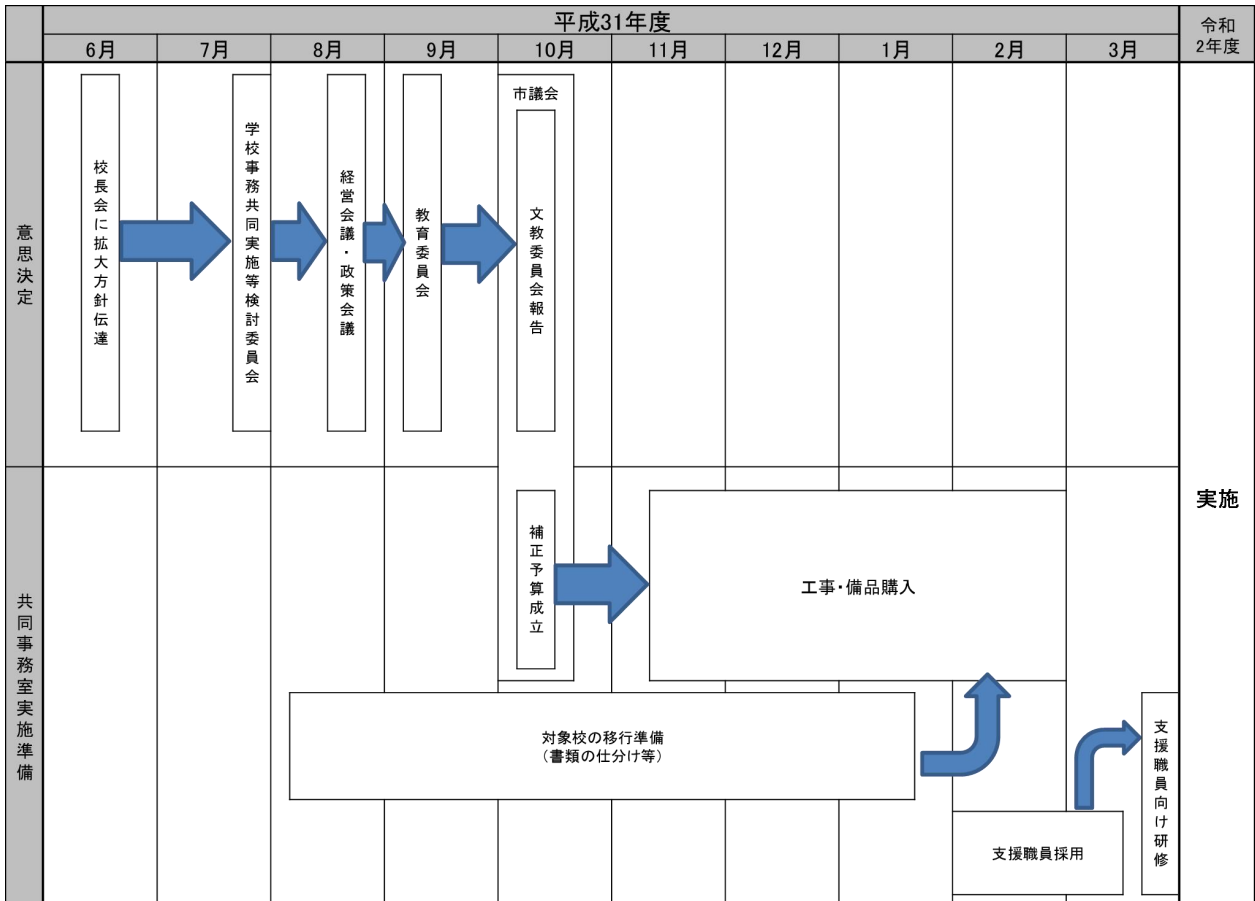 平成31年度
令和
2年度
6月
7月
8月
9月
10月
11月
12月
1月
2月
3月
意思決定
校長会に拡大方針伝達
学校事務共同実施等検討委員会
経営会議・政策会議
教育委員会
市議会
文教委員会報告
実施
共同事務室実施準備
補正予算成立
工事・備品購入
対象校の移行準備
（書類の仕分け等）
支援職員採用
支援職員向け研修